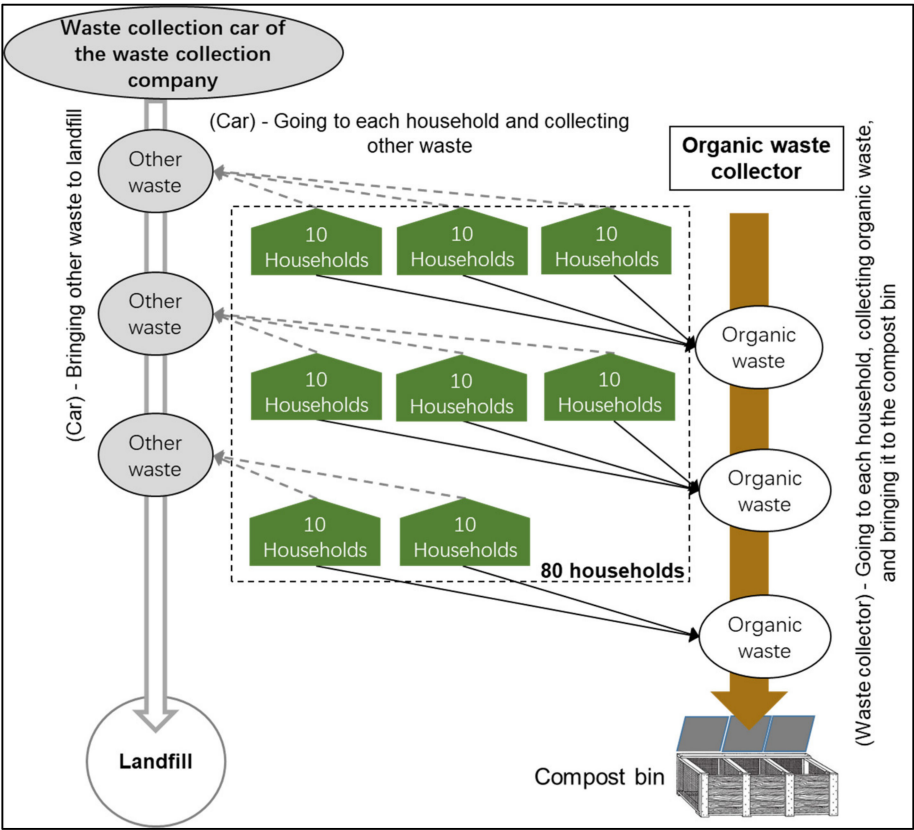 Waste collection car of
the waste collection
company
(Car) - Going to each household and collecting
other waste
Organic waste
collector
(Car) - Bringing other waste to landfill
(Waste collector) - Going to each household, collecting organic waste,
and bringing it to the compost bin
Other
waste
10
Households
10
Households
10
Households
Organic
waste
Other
waste
10
Households
10
Households
10
Households
Organic
waste
Other
waste
10
Households
10
Households
80 households
Organic
waste
Landfill
Compost bin